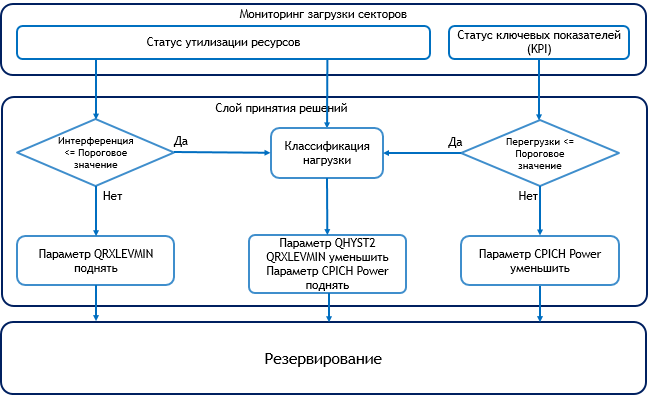 Мониторинг загрузки секторов
Статус утилизации ресурсов
Статус ключевых показателей
(KPI)
Слой принятия решений
Интерференция
<= Пороговое
значение
Да
Классификация
нагрузки
Да
Перегрузки <=
Пороговое
значение
Нет
Нет
Параметр QRXLEVMIN
поднять
Параметр QHYST2
QRXLEVMIN уменьшить
Параметр CPICH Power
поднять
Параметр CPICH Power
уменьшить
Резервирование